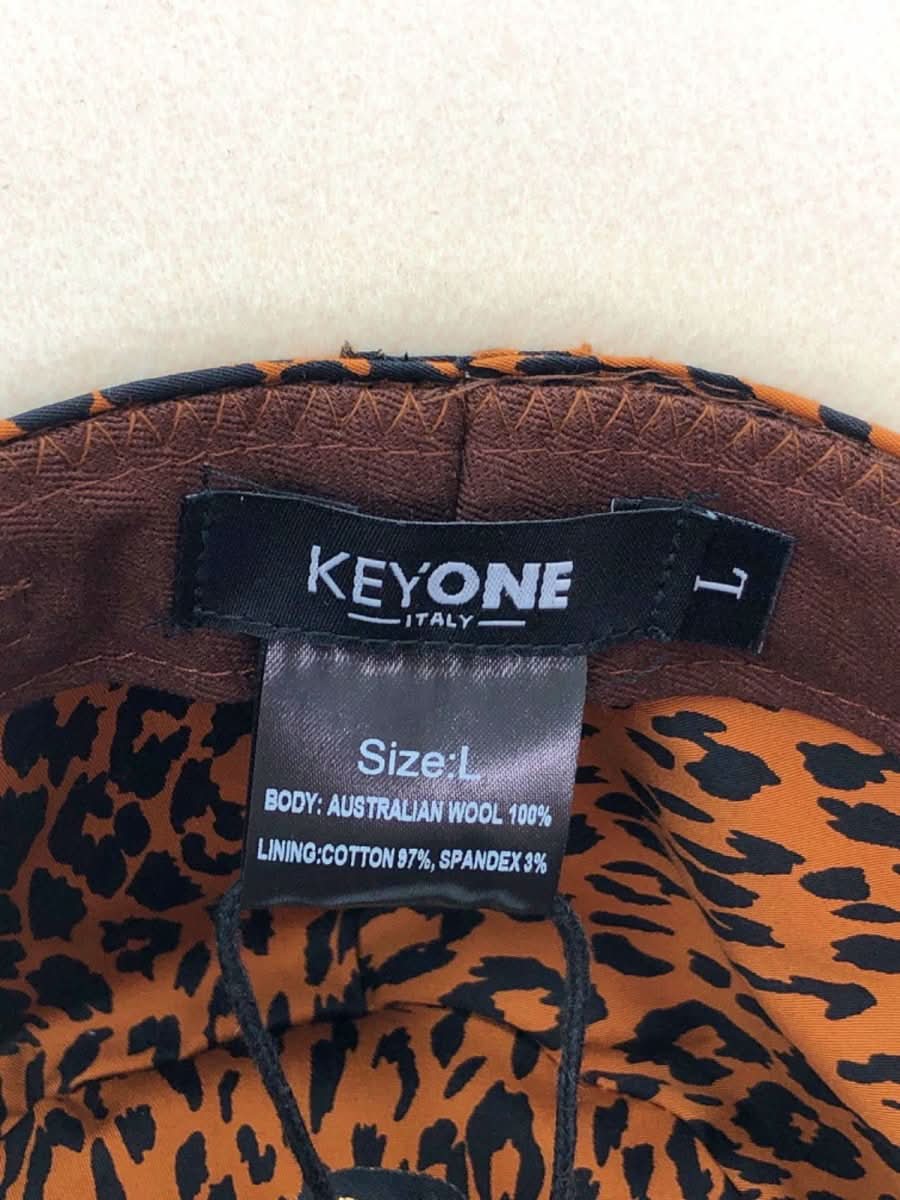 KEYONE
ITALY
L
Size:L
BODY: AUSTRALIAN WOOL 100%
LINING:COTTON 97%, SPANDEX 3%